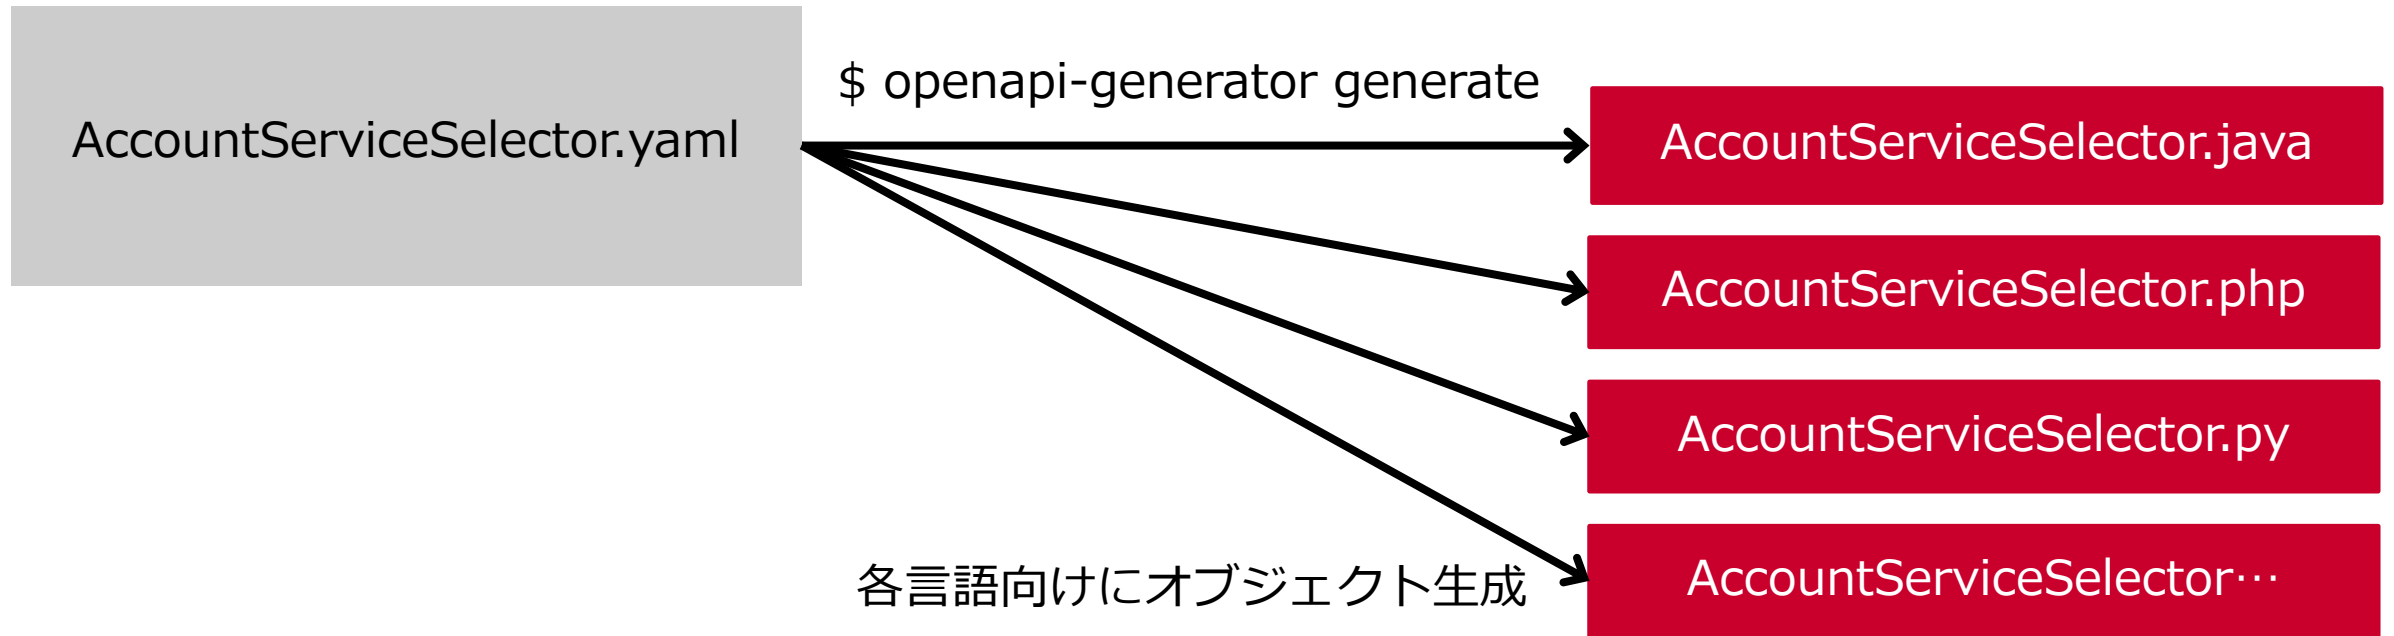 AccountServiceSelector.yaml
$ openapi-generator generate
AccountServiceSelector.java
AccountServiceSelector.php
AccountServiceSelector.py
AccountServiceSelector…
各言語向けにオブジェクト生成